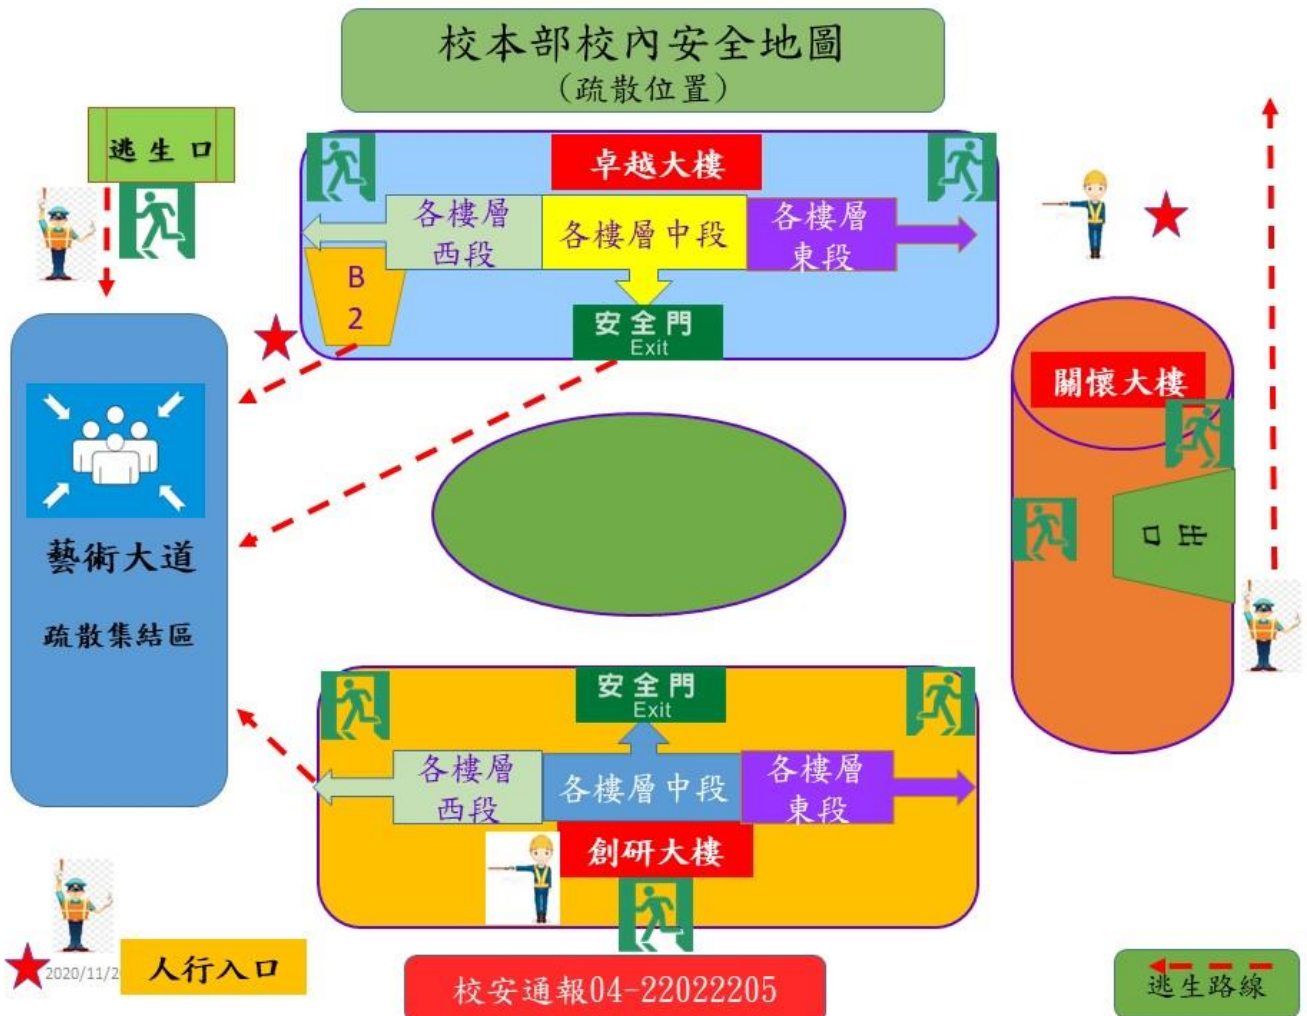 校本部校內安全地圖
(疏散位置)
逃生口
卓越大樓
各樓層
西段
各樓層中段
各樓層
東段
B
2
安全門
Exit
關懷大樓
出口
藝術大道
疏散集結區
安全門
Exit
各樓層
西段
各樓層中段
各樓層
東段
創研大樓
2020/11/2
人行入口
校安通報04-22022205
逃生路線